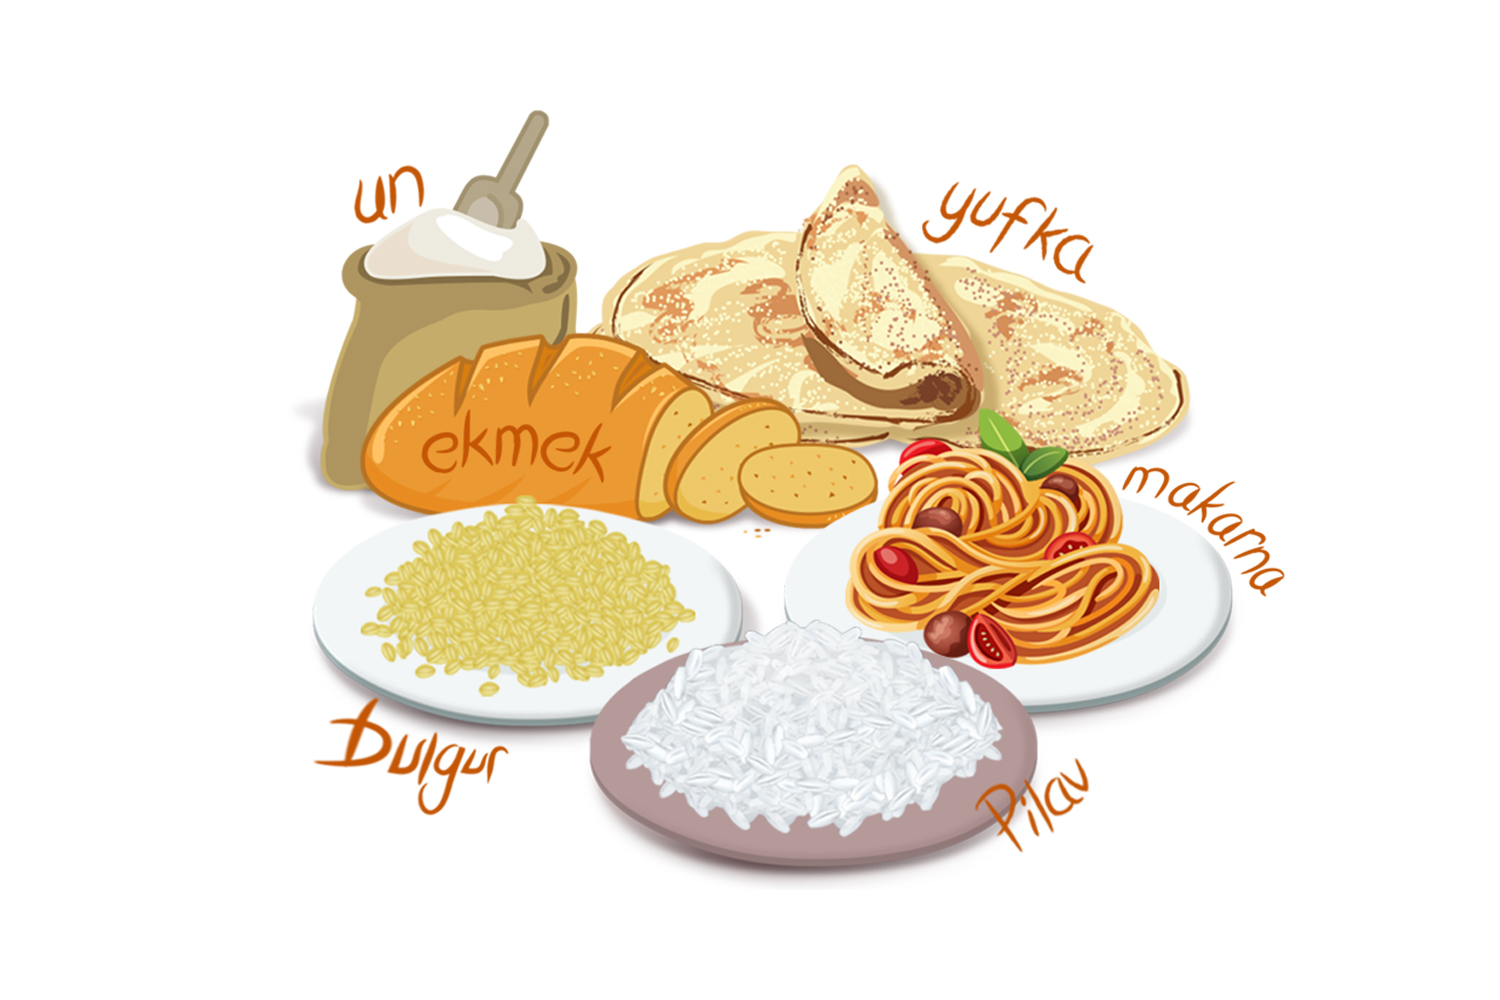 un
yufka
ekmek
makarna
Bulgur
Pilav